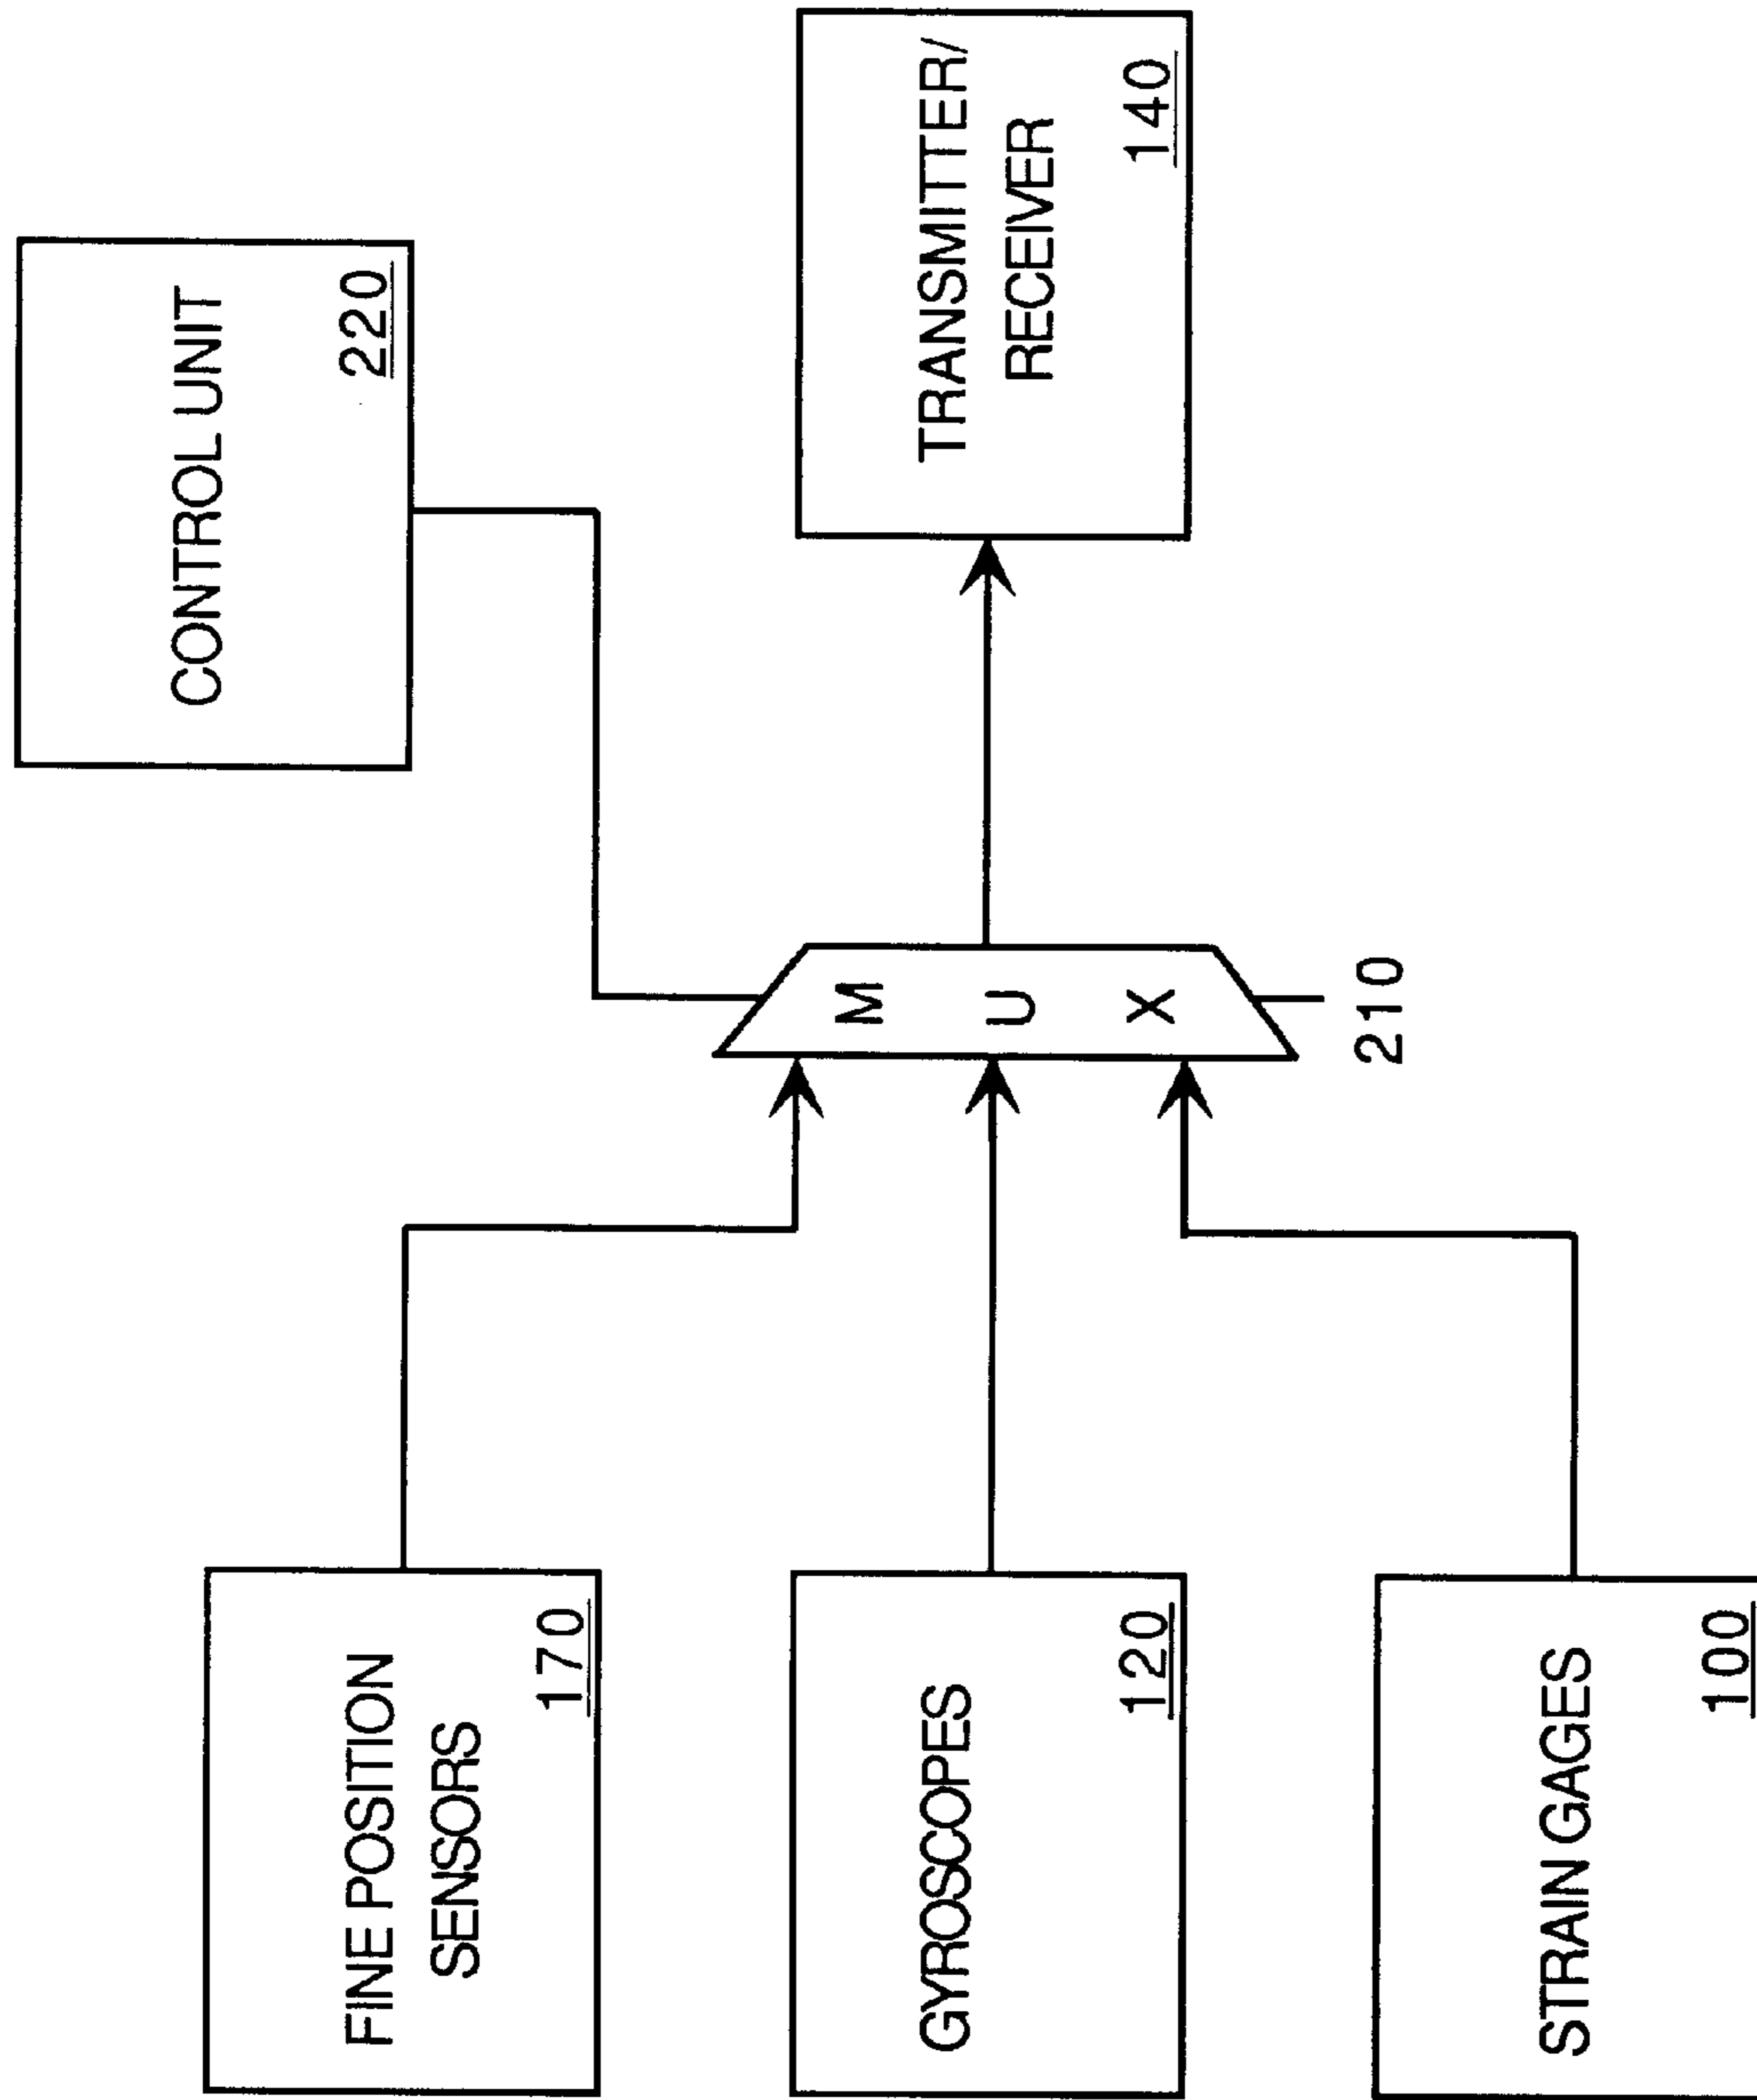 CONTROL UNIT
220
FINE POSITION
SENSORS
170
M
U
X
210
TRANSMITTER/
RECEIVER
140
GYROSCOPES
120
STRAIN GAGES
100